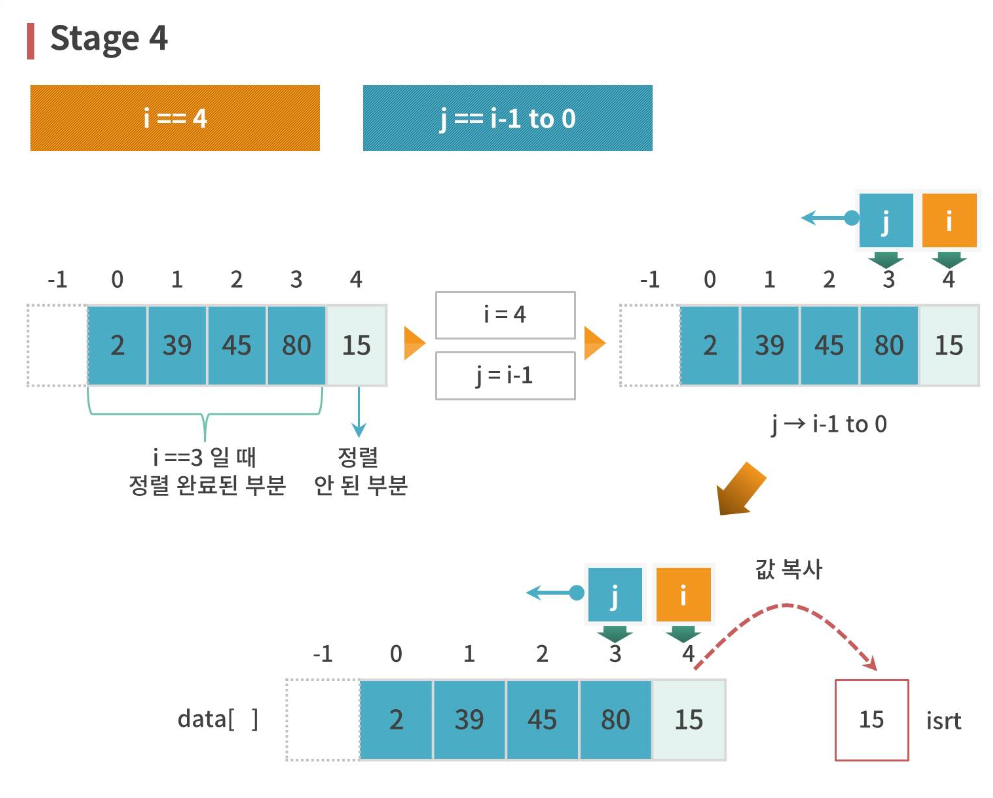 Stage 4
i == 4
j == i-1 to 0
j i
-1 0 1 2 3 4
2 39 45 80 15
i ==3 일 때
정렬 완료된 부분
정렬
안 된 부분
i = 4
j = i-1
-1 0 1 2 3 4
2 39 45 80 15
j → i-1 to 0
j i
값 복사
-1 0 1 2 3 4
data[ ] 2 39 45 80 15
15 isrt